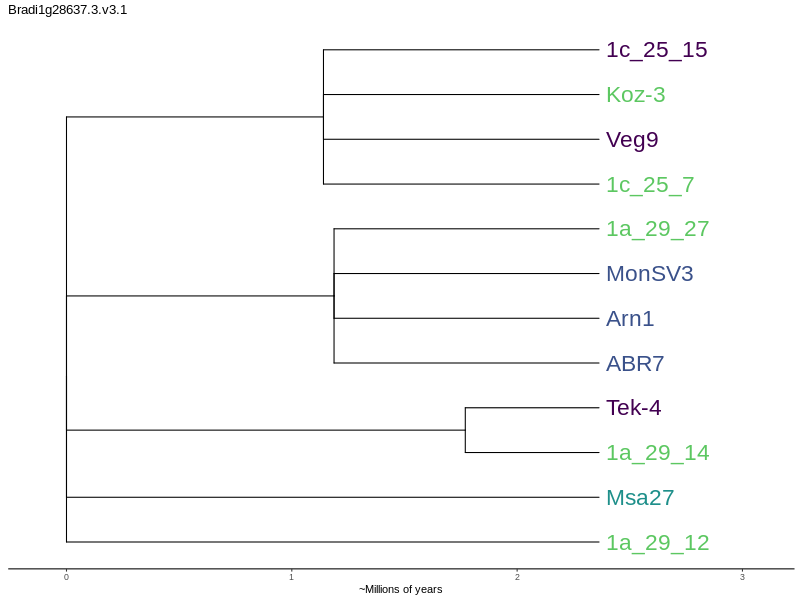 Bradi1g28637.3.v3.1
1c_25_15
Koz-3
Veg9
1c_25_7
1a_29_27
MonSV3
Arn1
ABR7
Tek-4
1a_29_14
Msa27
1a_29_12
0 1 2 3
~Millions of years